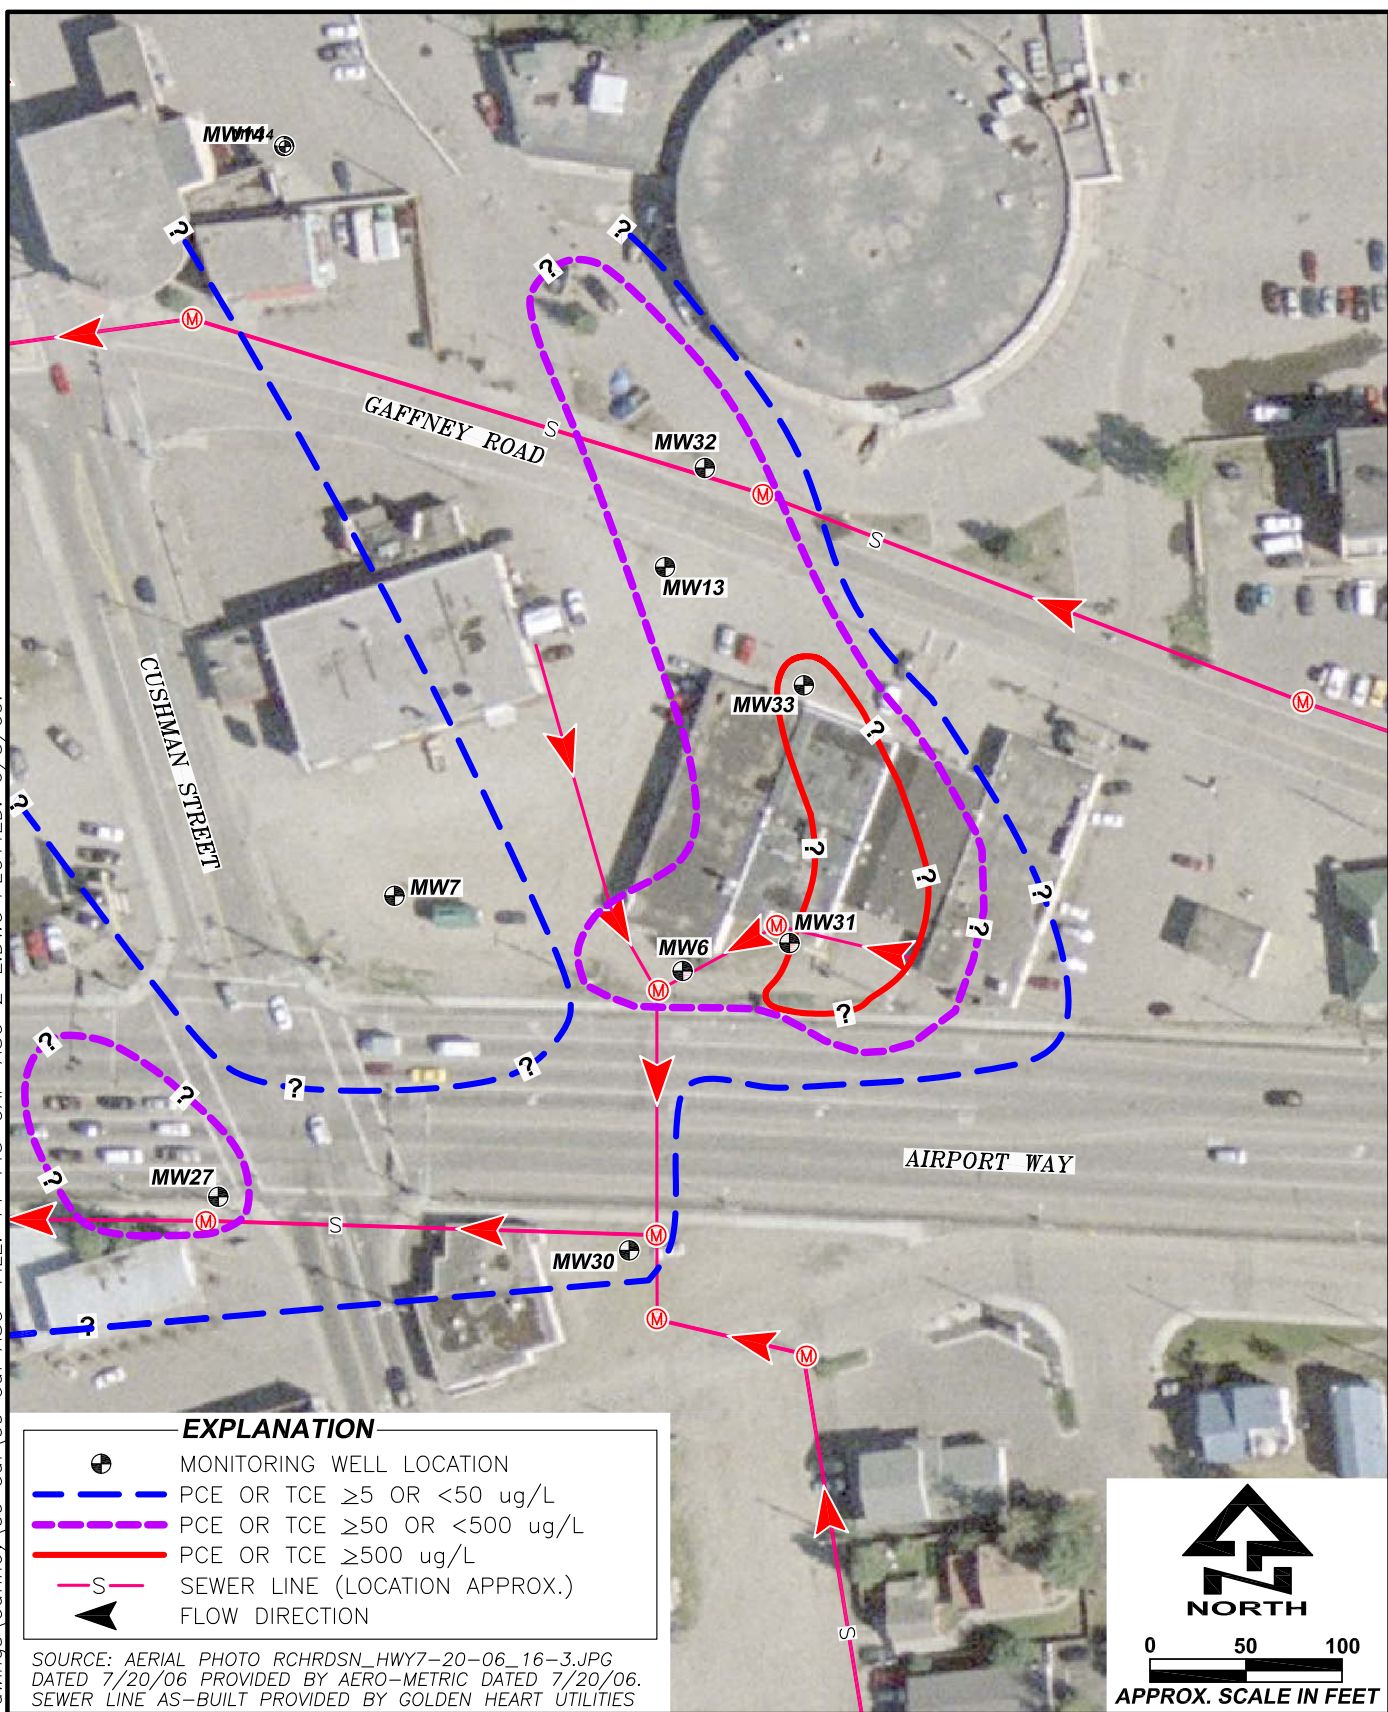 MW14
?
?
?
M
GAFFNEY ROAD
S
MW32
M
S
MW13
M
CUSHMAN STREET
MW33
?
?
?
?
?
?
MW7
M
MW31
MW6
M
?
?
?
?
?
AIRPORT WAY
?
MW27
M
S
M
MW30
?
M
M
S
EXPLANATION
MONITORING WELL LOCATION
PCE OR TCE ≥5 OR <50 ug/L
PCE OR TCE ≥50 OR <500 ug/L
PCE OR TCE ≥500 ug/L
S SEWER LINE (LOCATION APPROX.)
FLOW DIRECTION
SOURCE: AERIAL PHOTO RCHRDSN_HWY7-20-06_16-3.JPG
DATED 7/20/06 PROVIDED BY AERO-METRIC DATED 7/20/06.
SEWER LINE AS-BUILT PROVIDED BY GOLDEN HEART UTILITIES
NORTH
0 50 100
APPROX. SCALE IN FEET